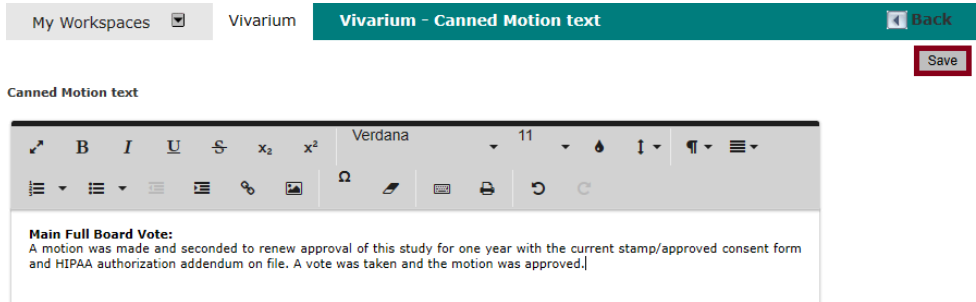 My Workspaces Vivarium Vivarium - Canned Motion text Back
Save
Canned Motion text
B I U S x₂ x² Verdana 11 ¶
Ω
Main Full Board Vote:
A motion was made and seconded to renew approval of this study for one year with the current stamp/approved consent form
and HIPAA authorization addendum on file. A vote was taken and the motion was approved.